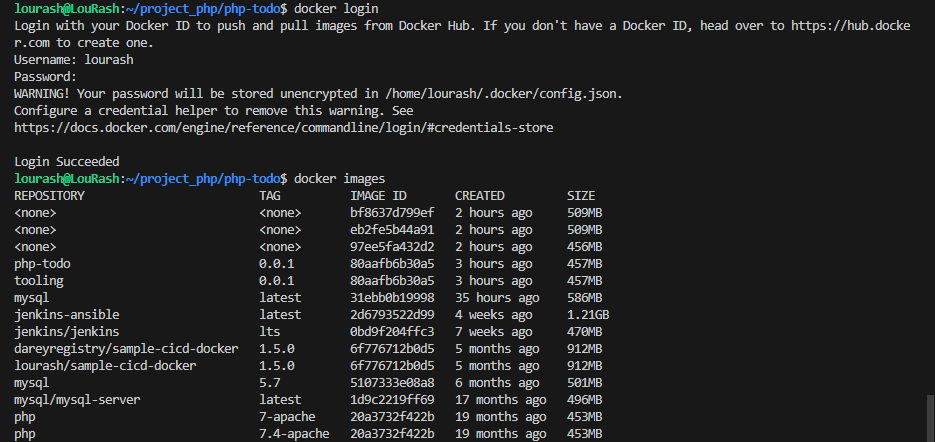 lourash@LouRash:~/project_php/php-todo$ docker login
Login with your Docker ID to push and pull images from Docker Hub. If you don't have a Docker ID, head over to https://hub.docke
r.com to create one.
Username: lourash
Password:
WARNING! Your password will be stored unencrypted in /home/lourash/.docker/config.json.
Configure a credential helper to remove this warning. See
https://docs.docker.com/engine/reference/commandline/login/#credentials-store

Login Succeeded
lourash@LouRash:~/project_php/php-todo$ docker images
REPOSITORY TAG IMAGE ID CREATED SIZE
<none> <none> bf8637d799ef 2 hours ago 509MB
<none> <none> eb2fe5b44a91 2 hours ago 509MB
<none> <none> 97ee5fa432d2 2 hours ago 456MB
php-todo 0.0.1 80aafb6b30a5 3 hours ago 457MB
tooling 0.0.1 80aafb6b30a5 3 hours ago 457MB
mysql latest 31ebb0b19998 35 hours ago 586MB
jenkins-ansible latest 2d6793522d99 4 weeks ago 1.21GB
jenkins/jenkins lts 0bd9f204ffc3 7 weeks ago 470MB
dareyregistry/sample-cicd-docker 1.5.0 6f776712b0d5 5 months ago 912MB
lourash/sample-cicd-docker 1.5.0 6f776712b0d5 5 months ago 912MB
mysql 5.7 5107333e08a8 6 months ago 501MB
mysql/mysql-server latest 1d9c2219ff69 17 months ago 496MB
php 7-apache 20a3732f422b 19 months ago 453MB
php 7.4-apache 20a3732f422b 19 months ago 453MB